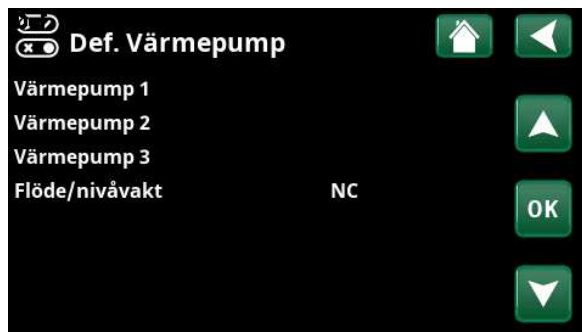 Def. Värmepump
Värmepump 1
Värmepump 2
Värmepump 3
Flöde/nivåvakt NC
OK